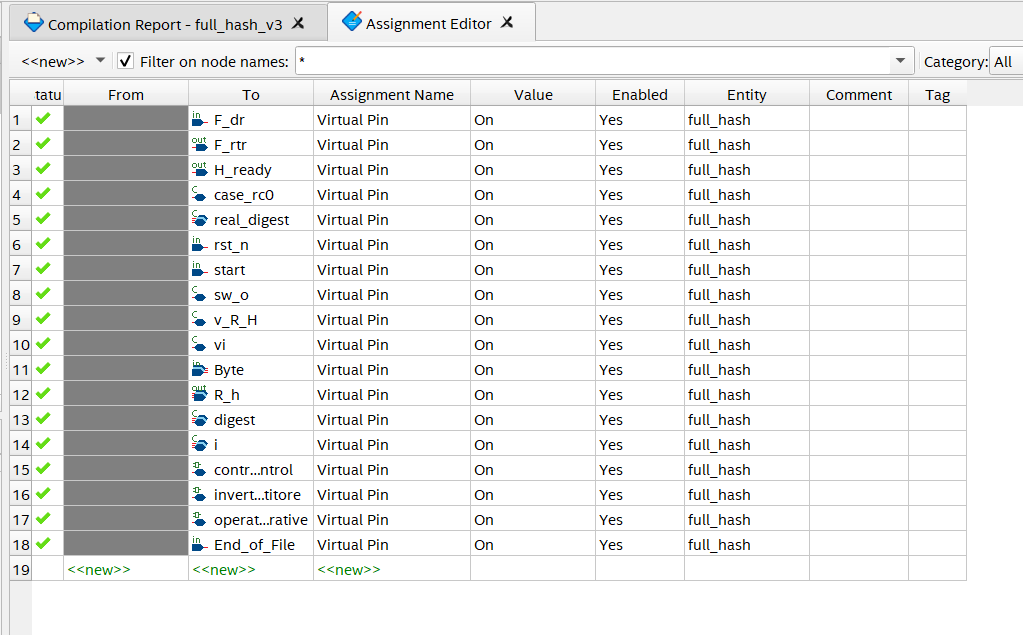 Compilation Report - full_hash_v3 X Assignment Editor X
<<new>> Filter on node names: * Category: All
tatu From To Assignment Name Value Enabled Entity Comment Tag
1 in F_dr Virtual Pin On Yes full_hash
2 out F_rtr Virtual Pin On Yes full_hash
3 out H_ready Virtual Pin On Yes full_hash
4 case_rc0 Virtual Pin On Yes full_hash
5 real_digest Virtual Pin On Yes full_hash
6 in rst_n Virtual Pin On Yes full_hash
7 in start Virtual Pin On Yes full_hash
8 sw_o Virtual Pin On Yes full_hash
9 v_R_H Virtual Pin On Yes full_hash
10 vi Virtual Pin On Yes full_hash
11 in Byte Virtual Pin On Yes full_hash
12 out R_h Virtual Pin On Yes full_hash
13 digest Virtual Pin On Yes full_hash
14 i Virtual Pin On Yes full_hash
15 contr...ntrol Virtual Pin On Yes full_hash
16 invert...titore Virtual Pin On Yes full_hash
17 operat...rative Virtual Pin On Yes full_hash
18 in End_of_File Virtual Pin On Yes full_hash
19 <<new>> <<new>> <<new>>